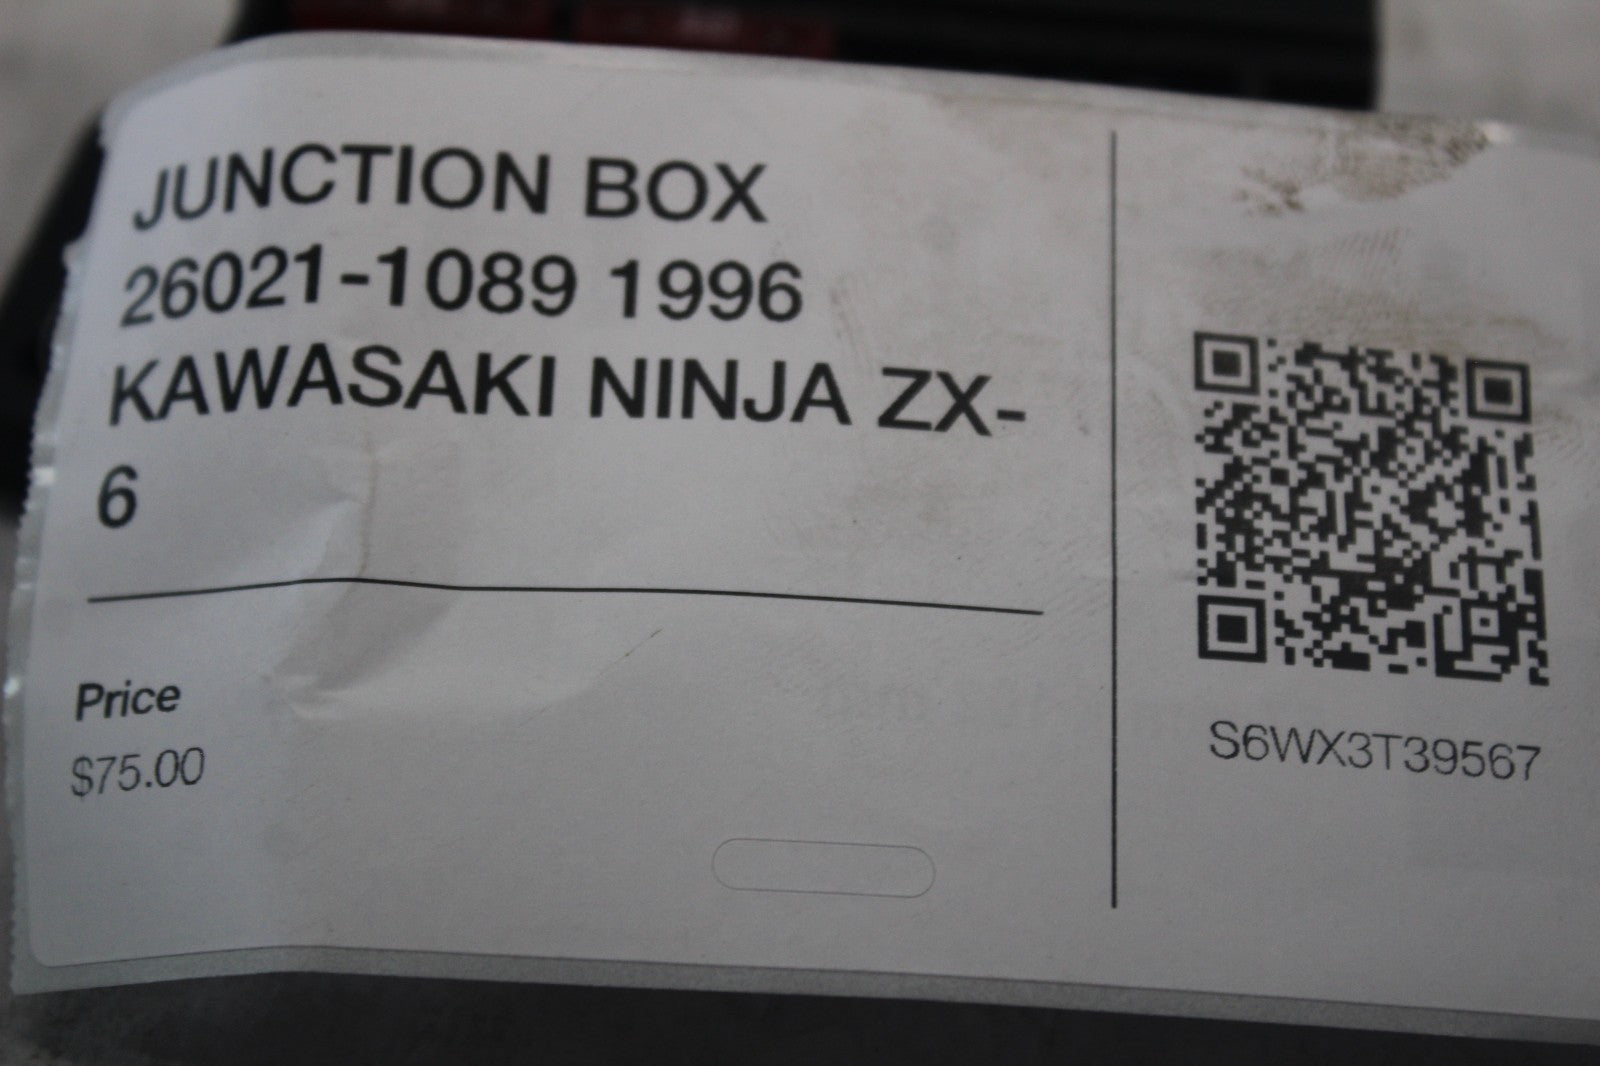 JUNCTION BOX
26021-1089 1996
KAWASAKI NINJA ZX-
6
Price
$75.00
S6WX3T39567